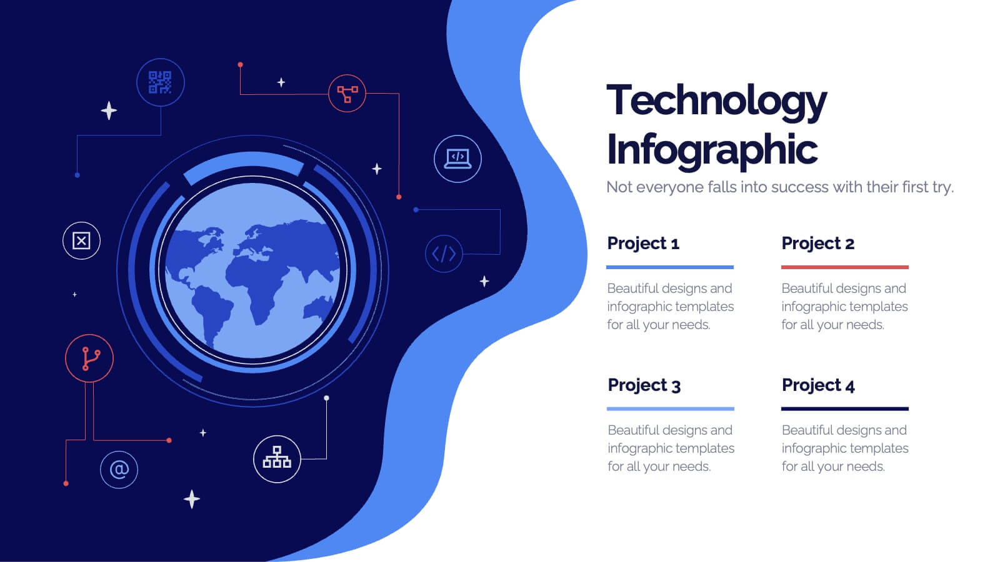 Technology
Infographic
Not everyone falls into success with their first try.
Project 1
Beautiful designs and
infographic templates
for all your needs.
Project 2
Beautiful designs and
infographic templates
for all your needs.
Project 3
Beautiful designs and
infographic templates
for all your needs.
Project 4
Beautiful designs and
infographic templates
for all your needs.